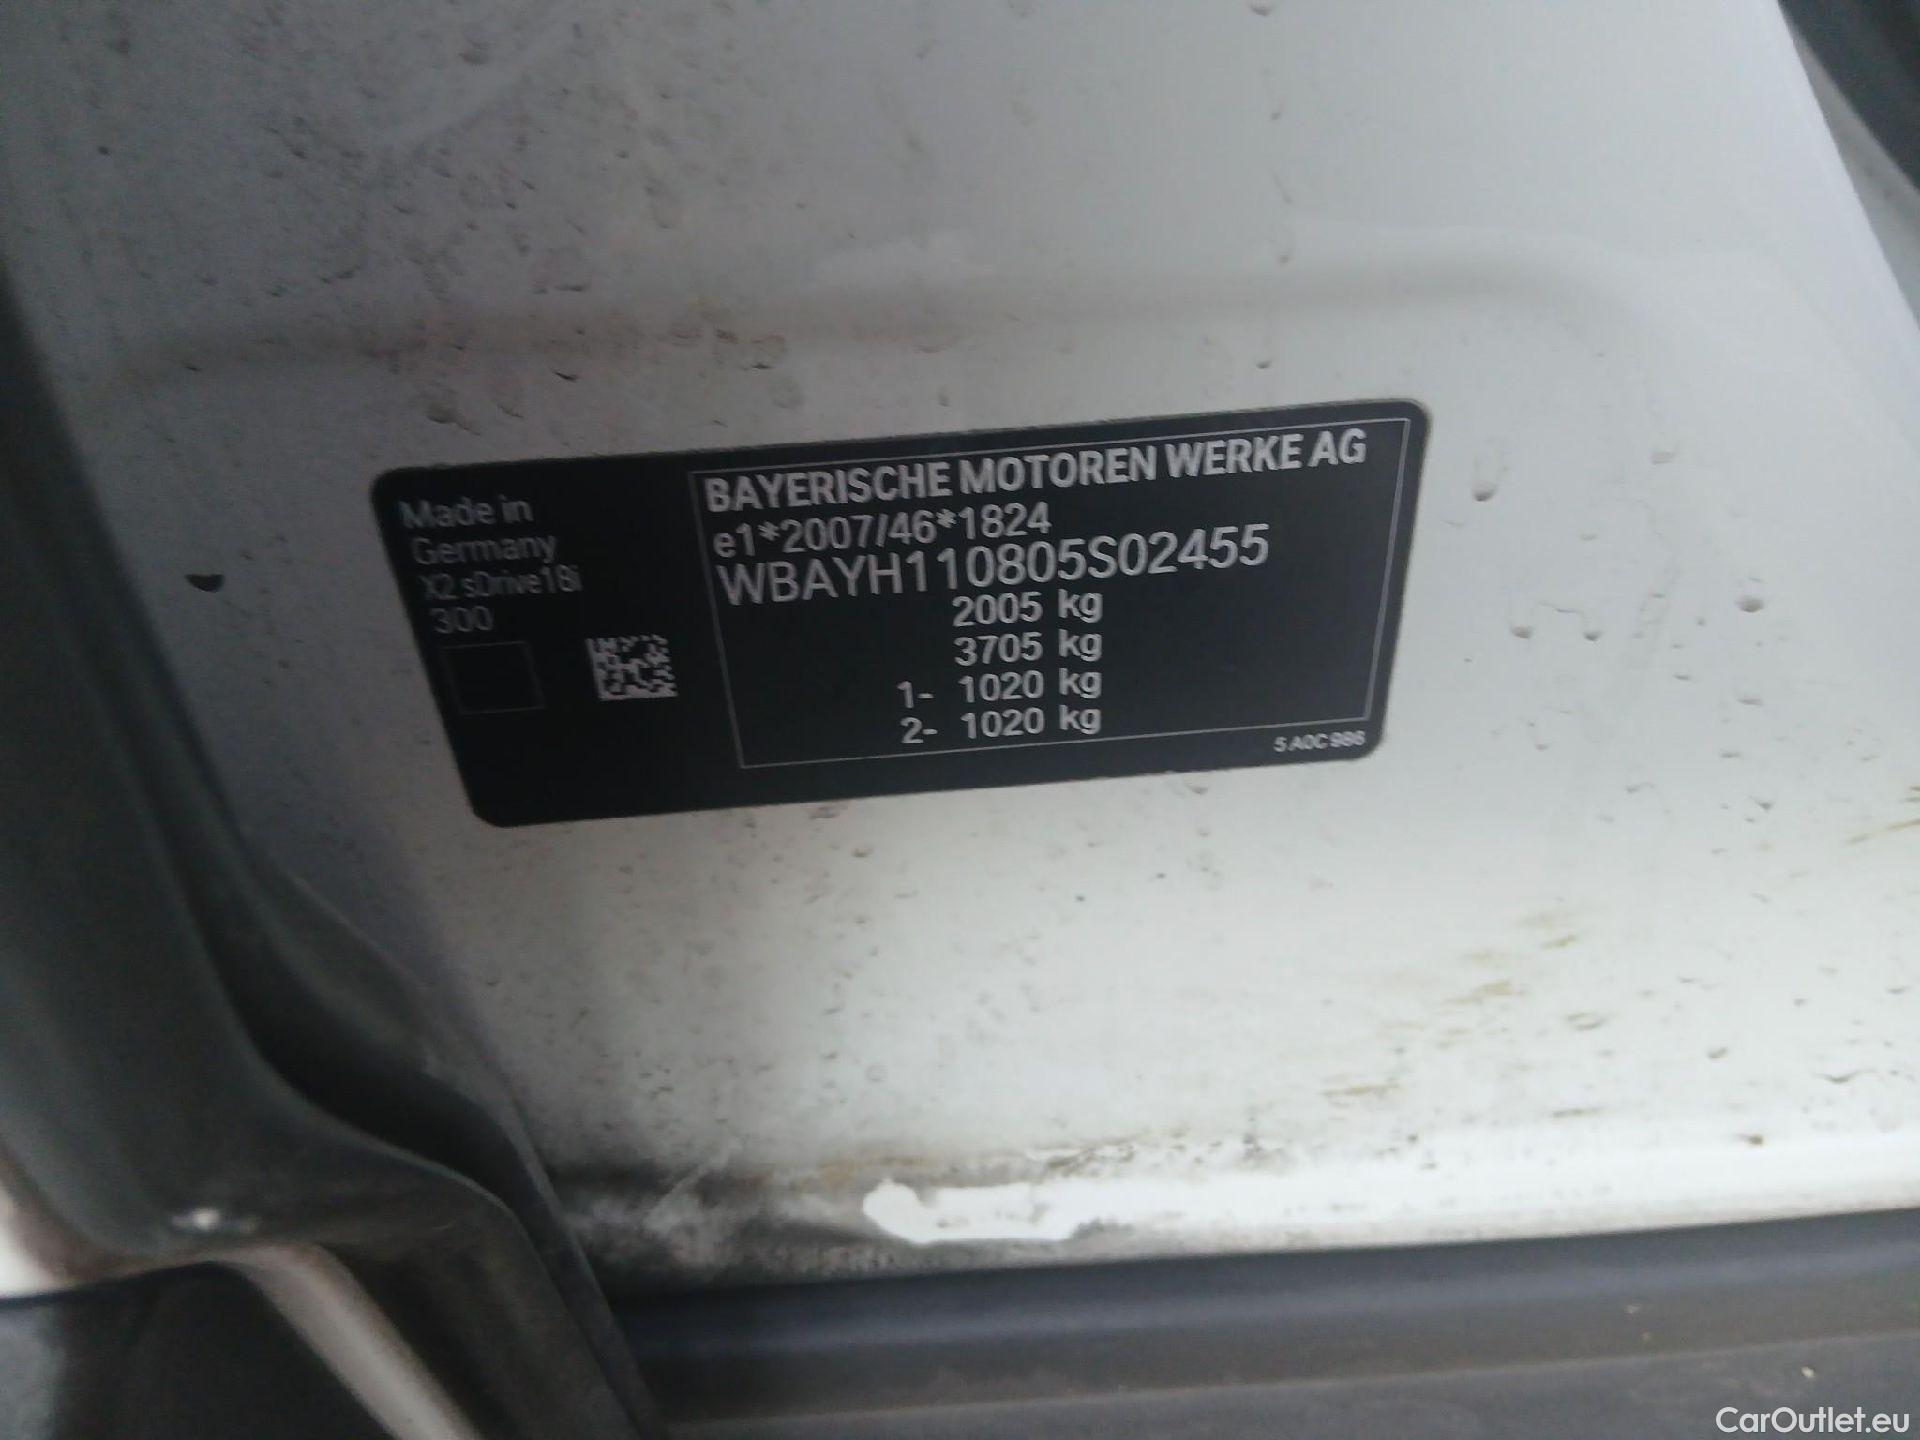 Made in
Germany
X2 sDrive18i
300
BAYERISCHE MOTOREN WERKE AG
e1*2007/46*1824
WBAYH110805S02455
2005 kg
3705 kg
1- 1020 kg
2- 1020 kg
5 A0C 986
CarOutlet.eu